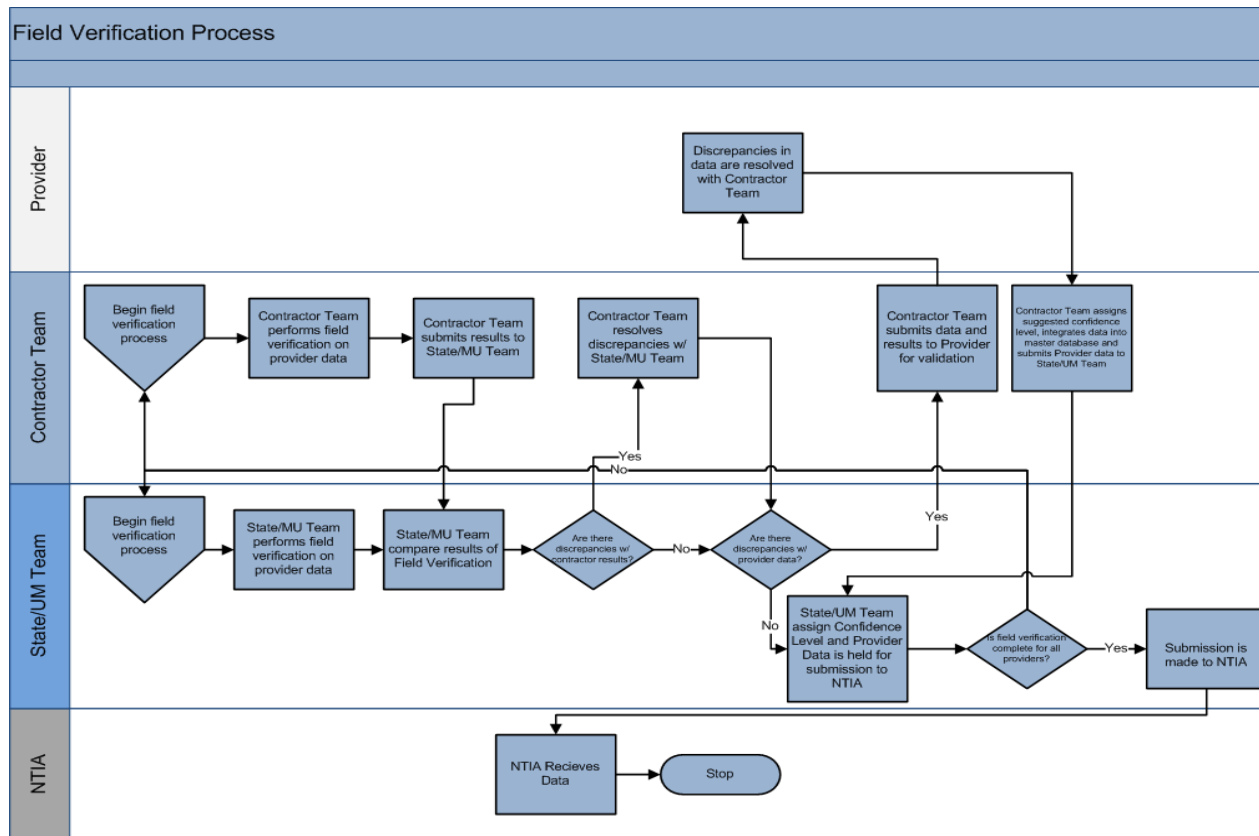 Field Verification Process
Provider
Discrepancies in
data are resolved
with Contractor
Team
Contractor Team
Begin field
verification
process
Contractor Team
performs field
verification on
provider data
Contractor Team
submits results to
State/MU Team
Contractor Team
resolves
discrepancies w/
State/MU Team
Contractor Team
submits data and
results to Provider
for validation
Contractor Team assigns
suggested confidence
level, integrates data into
master database and
submits Provider data to
State/UM Team
Yes
No
State/UM Team
Begin field
verification
process
State/MU Team
performs field
verification on
provider data
State/MU Team
compare results of
Field Verification
Are there
discrepancies w/
contractor results?
No
Are there
discrepancies w/
provider data?
Yes
No
State/UM Team
assign Confidence
Level and Provider
Data is held for
submission to
NTIA
Is field verification
complete for all
providers?
Yes
Submission is
made to NTIA
NTIA
NTIA Recieves
Data
Stop